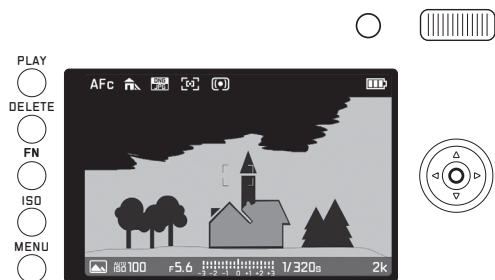 PLAY
AFc DNG JPG
DELETE
FN
ISO
MENU
AUTO ISO 100 F5.6 -3 -2 -1 0 +1 +2 +3 1/320s 2k